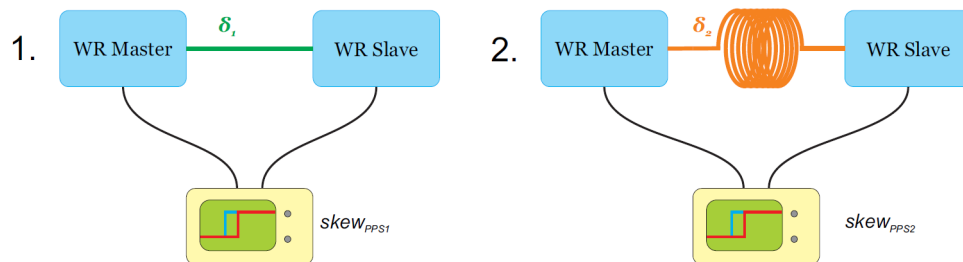 1.
WR Master
δ1
WR Slave
skewPPS1
2.
WR Master
δ2
WR Slave
skewPPS2